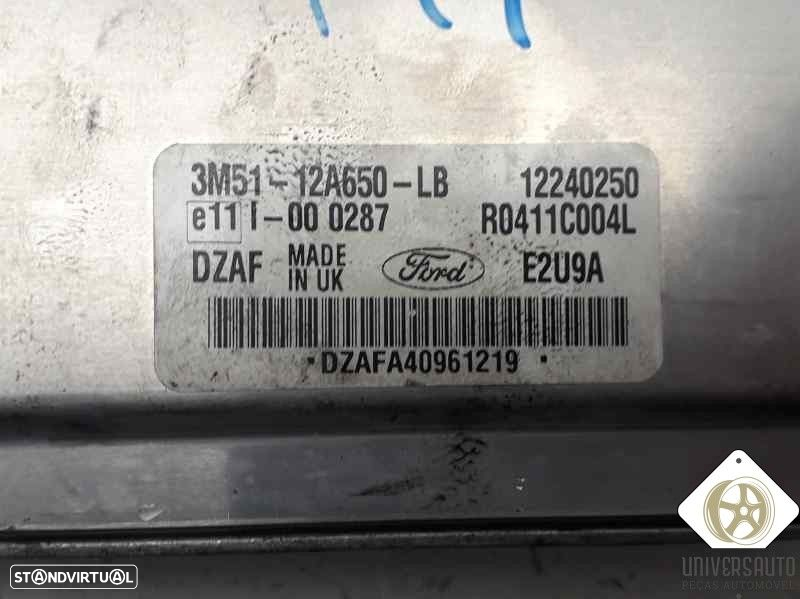 3M51-12A650-LB 12240250
e11 I-00 0287 R0411C004L
DZAF MADE IN UK Ford E2U9A
·DZAFA40961219·
STANDVIRTUAL
UNIVERSAUTO
PEÇAS AUTOMÓVEL